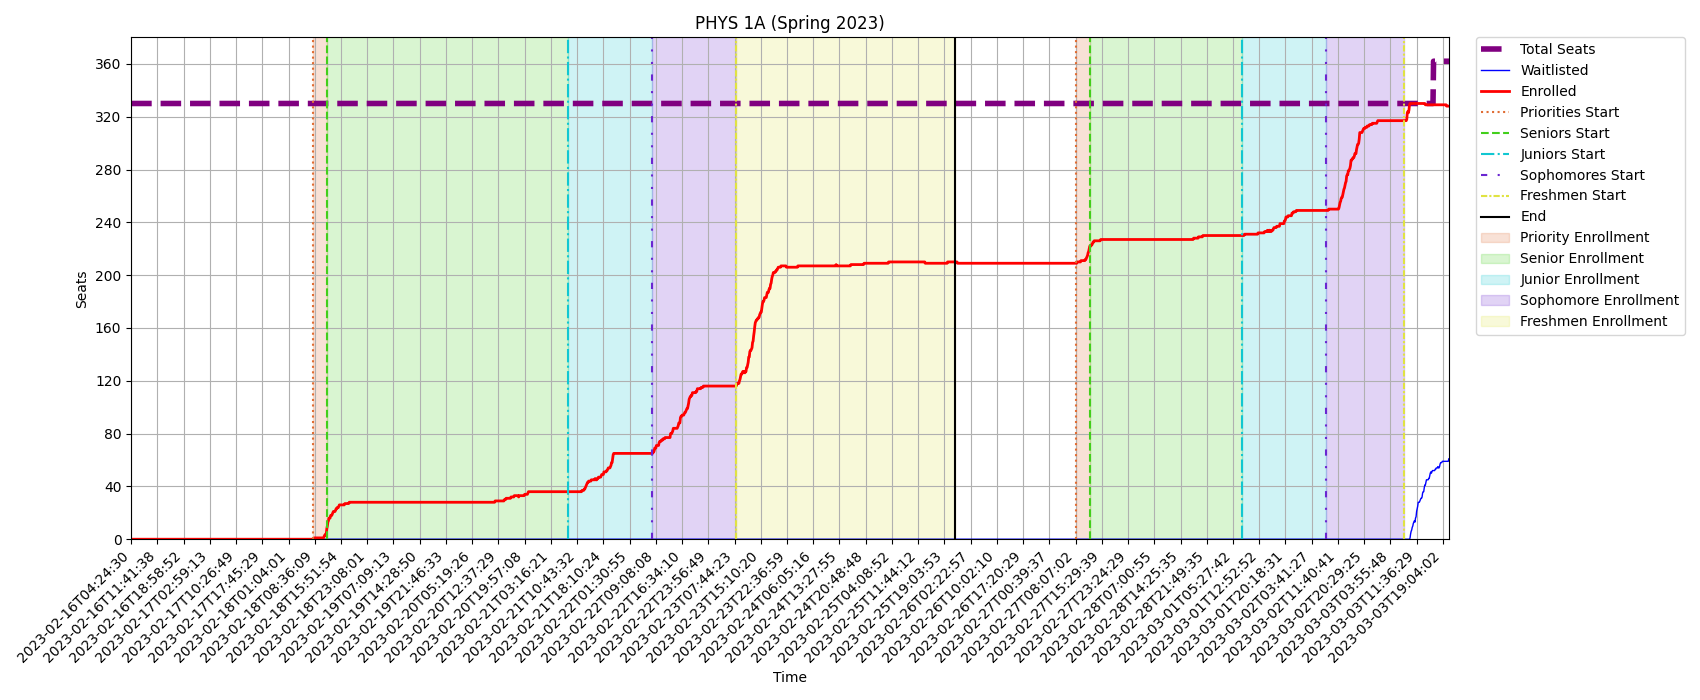 PHYS 1A (Spring 2023)
Seats
360
320
280
240
200
160
120
80
40
0
2023-02-16T04:24:30
2023-02-16T11:41:38
2023-02-16T18:58:52
2023-02-17T02:59:13
2023-02-17T10:26:49
2023-02-17T17:45:29
2023-02-18T01:04:01
2023-02-18T08:36:09
2023-02-18T15:51:54
2023-02-18T23:08:01
2023-02-19T07:09:13
2023-02-19T14:28:50
2023-02-19T21:46:33
2023-02-20T05:19:26
2023-02-20T12:37:29
2023-02-20T19:57:08
2023-02-21T03:16:21
2023-02-21T10:43:32
2023-02-21T18:10:24
2023-02-22T01:30:55
2023-02-22T09:08:08
2023-02-22T16:34:10
2023-02-22T23:56:49
2023-02-23T07:44:23
2023-02-23T15:10:20
2023-02-23T22:36:59
2023-02-24T06:05:16
2023-02-24T13:27:55
2023-02-24T20:48:48
2023-02-25T04:08:52
2023-02-25T11:44:12
2023-02-25T19:03:53
2023-02-26T02:22:57
2023-02-26T10:02:10
2023-02-26T17:20:29
2023-02-27T00:39:37
2023-02-27T08:07:02
2023-02-27T15:29:39
2023-02-27T23:24:29
2023-02-28T07:00:55
2023-02-28T14:25:35
2023-02-28T21:49:35
2023-03-01T05:27:42
2023-03-01T12:52:52
2023-03-01T20:18:31
2023-03-02T03:41:27
2023-03-02T11:40:41
2023-03-02T20:29:25
2023-03-03T03:55:48
2023-03-03T11:36:29
2023-03-03T19:04:02
Time
Total Seats
Waitlisted
Enrolled
Priorities Start
Seniors Start
Juniors Start
Sophomores Start
Freshmen Start
End
Priority Enrollment
Senior Enrollment
Junior Enrollment
Sophomore Enrollment
Freshmen Enrollment